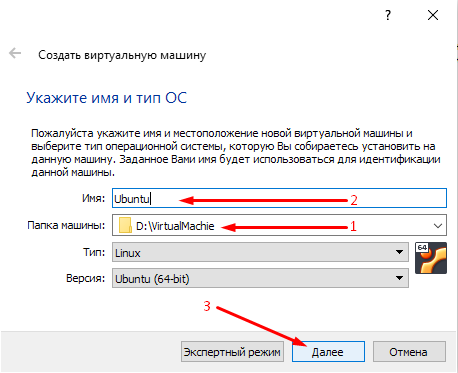 ?
Создать виртуальную машину
Укажите имя и тип ОС
Пожалуйста укажите имя и местоположение новой виртуальной машины и
выберите тип операционной системы, которую Вы собираетесь установить на
данную машину. Заданное Вами имя будет использоваться для идентификации
данной машины.
Имя: Ubuntu 2
Папка машины: D:\VirtualMachie 1
Тип: Linux 64
Версия: Ubuntu (64-bit)
3
Экспертный режим Далее Отмена